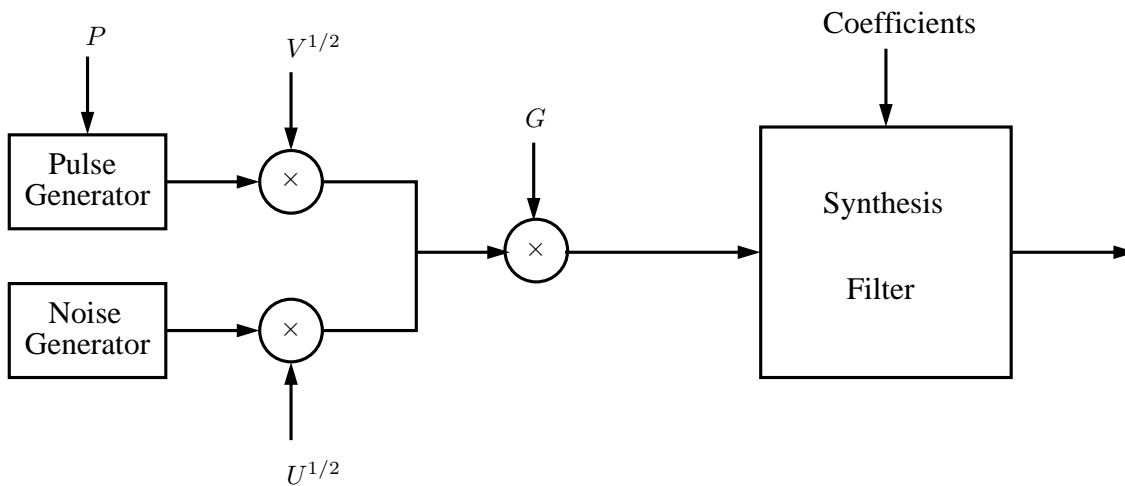 P
V^{1/2}
Coefficients
G
Pulse
Generator
×
Synthesis
×
Filter
Noise
Generator
×
U^{1/2}